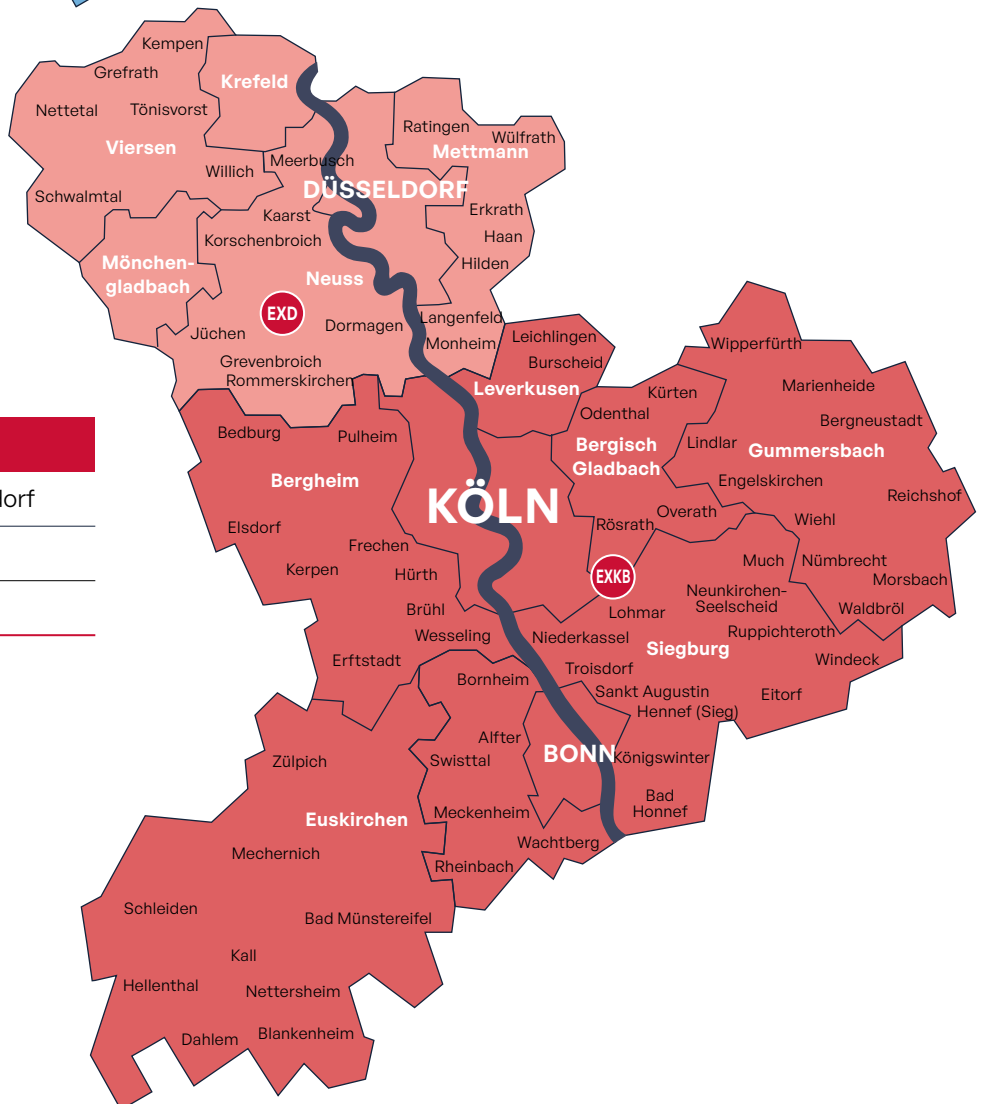 Kempen
Grefrath
Krefeld
Nettetal
Tönisvorst
Viersen
Ratingen
Wülfrath
Mettmann
Meerbusch
Willich
DÜSSELDORF
Schwalmtal
Kaarst
Erkrath
Korschenbroich
Haan
Mönchen-
gladbach
Hilden
Neuss
EXD
Jüchen
Dormagen
Langenfeld
Monheim
Grevenbroich
Rommerskirchen
Leichlingen
Burscheid
Leverkusen
Wipperfürth
Kürten
Marienheide
Odenthal
Bergneustadt
Bedburg
Pulheim
Bergisch
Gladbach
Lindlar
Gummersbach
Bergheim
Engelskirchen
Reichshof
dorf
KÖLN
Elsdorf
Rösrath
Overath
Wiehl
Frechen
Kerpen
Hürth
EXKB
Much
Nümbrecht
Morsbach
Neunkirchen-
Seelscheid
Brühl
Lohmar
Waldbröl
Wesseling
Niederkassel
Ruppichteroth
Siegburg
Erftstadt
Troisdorf
Windeck
Bornheim
Sankt Augustin
Eitorf
Hennef (Sieg)
Alfter
BONN
Königswinter
Zülpich
Swisttal
Bad
Honnef
Euskirchen
Meckenheim
Wachtberg
Mechernich
Rheinbach
Schleiden
Bad Münstereifel
Kall
Hellenthal
Nettersheim
Dahlem
Blankenheim